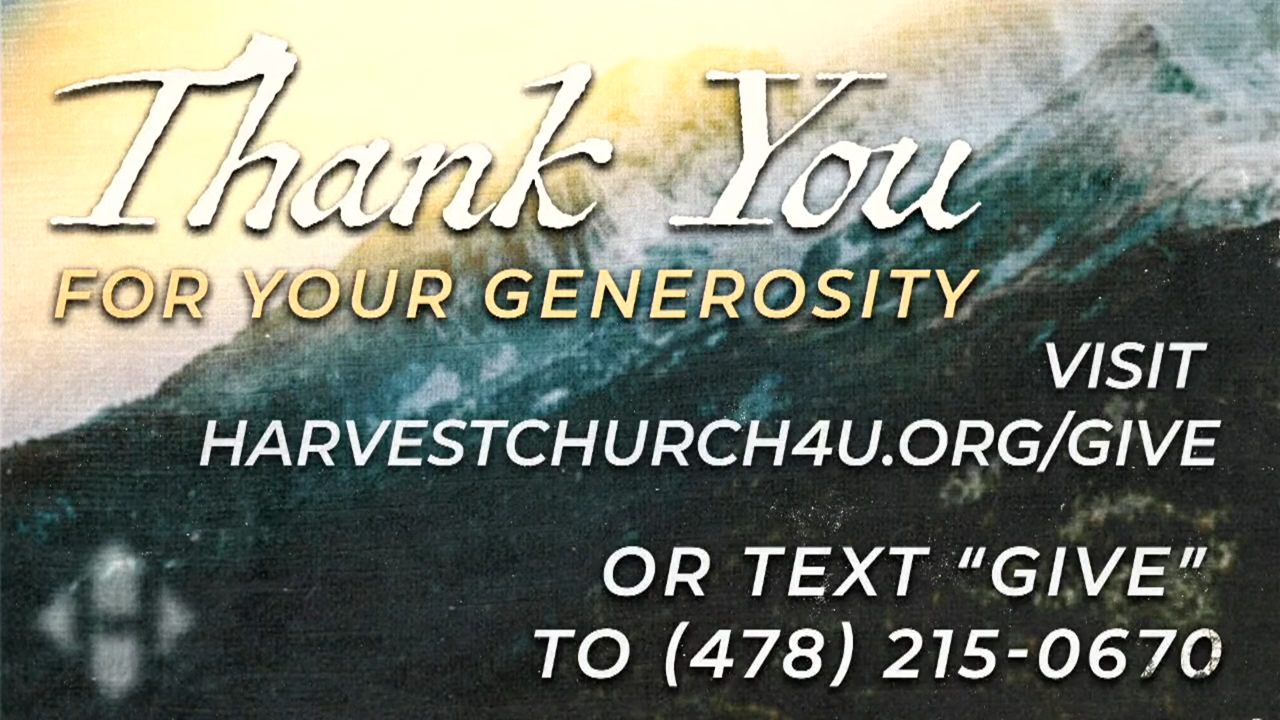 Thank You
FOR YOUR GENEROSITY
VISIT
HARVESTCHURCH4U.ORG/GIVE
OR TEXT “GIVE”
TO (478) 215-0670